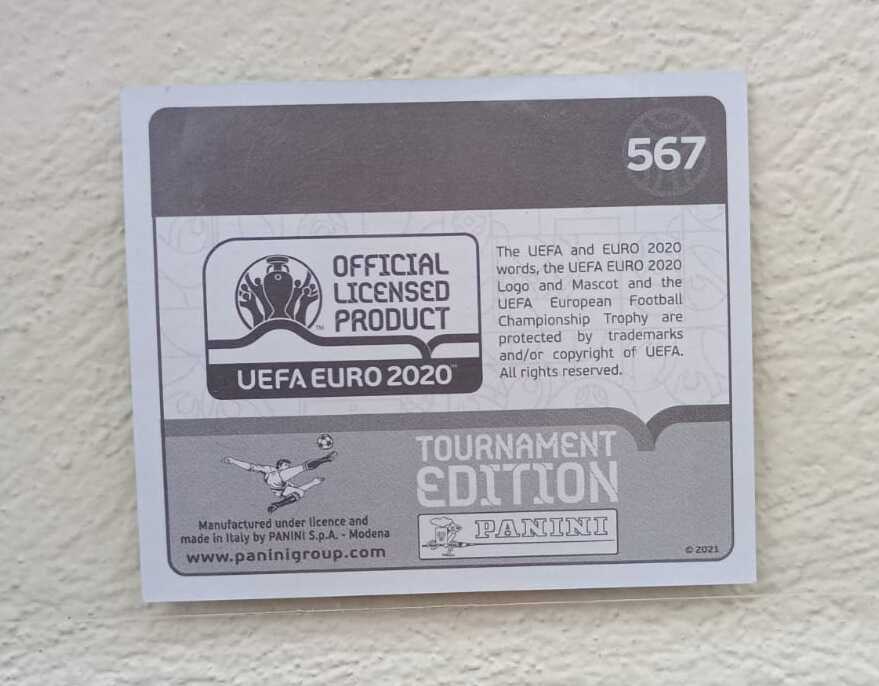 567
OFFICIAL
LICENSED
PRODUCT
™
UEFA EURO 2020™
The UEFA and EURO 2020
words, the UEFA EURO 2020
Logo and Mascot and the
UEFA European Football
Championship Trophy are
protected by trademarks
and/or copyright of UEFA.
All rights reserved.
TOURNAMENT
EDITION
Manufactured under licence and
made in Italy by PANINI S.p.A. - Modena
www.paninigroup.com
PANINI
© 2021